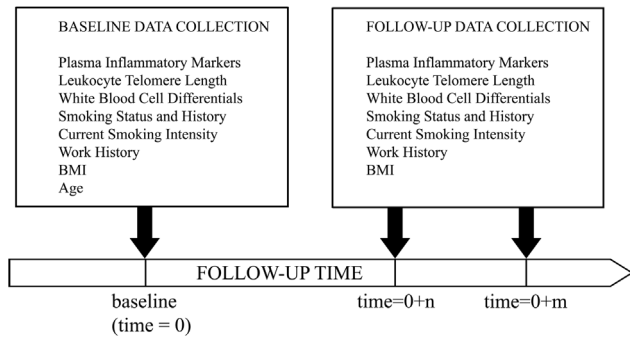 BASELINE DATA COLLECTION
Plasma Inflammatory Markers
Leukocyte Telomere Length
White Blood Cell Differentials
Smoking Status and History
Current Smoking Intensity
Work History
BMI
Age
FOLLOW-UP DATA COLLECTION
Plasma Inflammatory Markers
Leukocyte Telomere Length
White Blood Cell Differentials
Smoking Status and History
Current Smoking Intensity
Work History
BMI
FOLLOW-UP TIME
baseline
(time = 0)
time=0+n
time=0+m